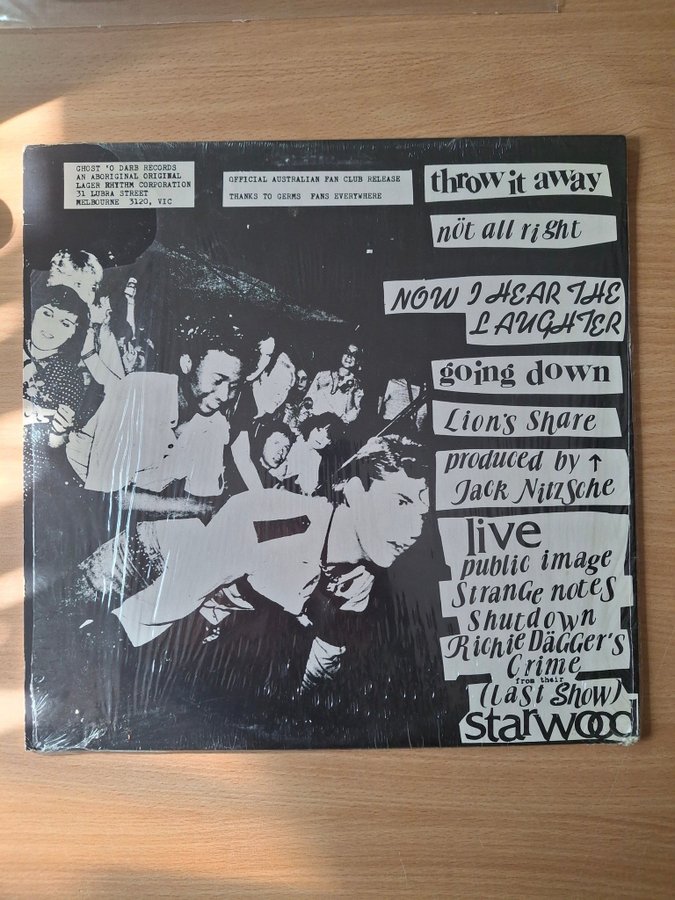 GHOST 'O DARB RECORDS
AN ABORIGINAL ORIGINAL
LAGER RHYTHM CORPORATION
31 LUBRA STREET
MELBOURNE 3120, VIC
OFFICIAL AUSTRALIAN FAN CLUB RELEASE
THANKS TO GERMS FANS EVERYWHERE
throw it away
nöt all right
NOW I HEAR THE
LAUGHTER
going down
Lion's Share
produced by ↑
Jack Nitzsche
live
public image
Strange notes
Shutdown
Richie Dägger's
Crime
from their
(Last Show)
starwood